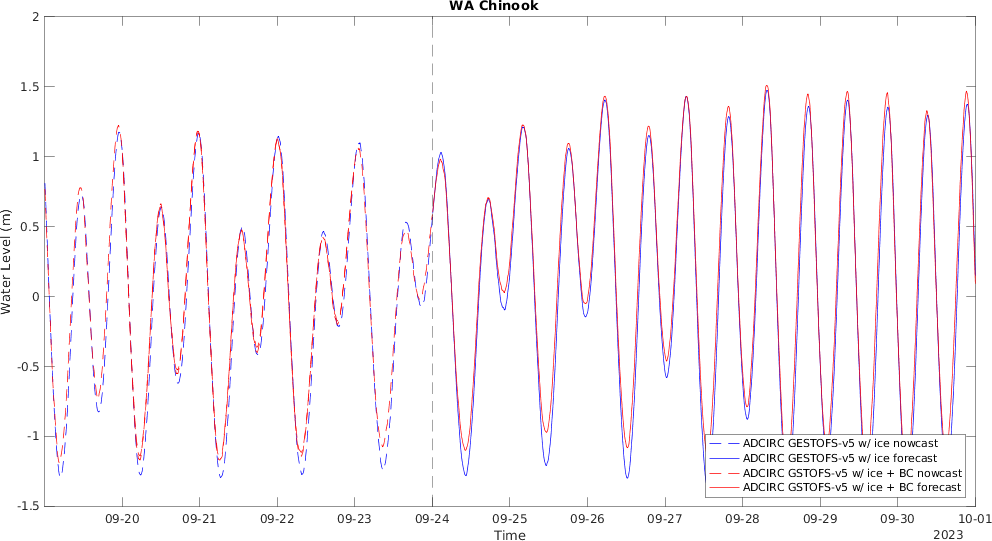 WA Chinook
2
1.5
1
0.5
0
-0.5
-1
-1.5
Water Level (m)
ADCIRC GESTOFS-v5 w/ ice nowcast
ADCIRC GESTOFS-v5 w/ ice forecast
ADCIRC GSTOFS-v5 w/ ice + BC nowcast
ADCIRC GSTOFS-v5 w/ ice + BC forecast
09-20 09-21 09-22 09-23 09-24 09-25 09-26 09-27 09-28 09-29 09-30 10-01
Time
2023